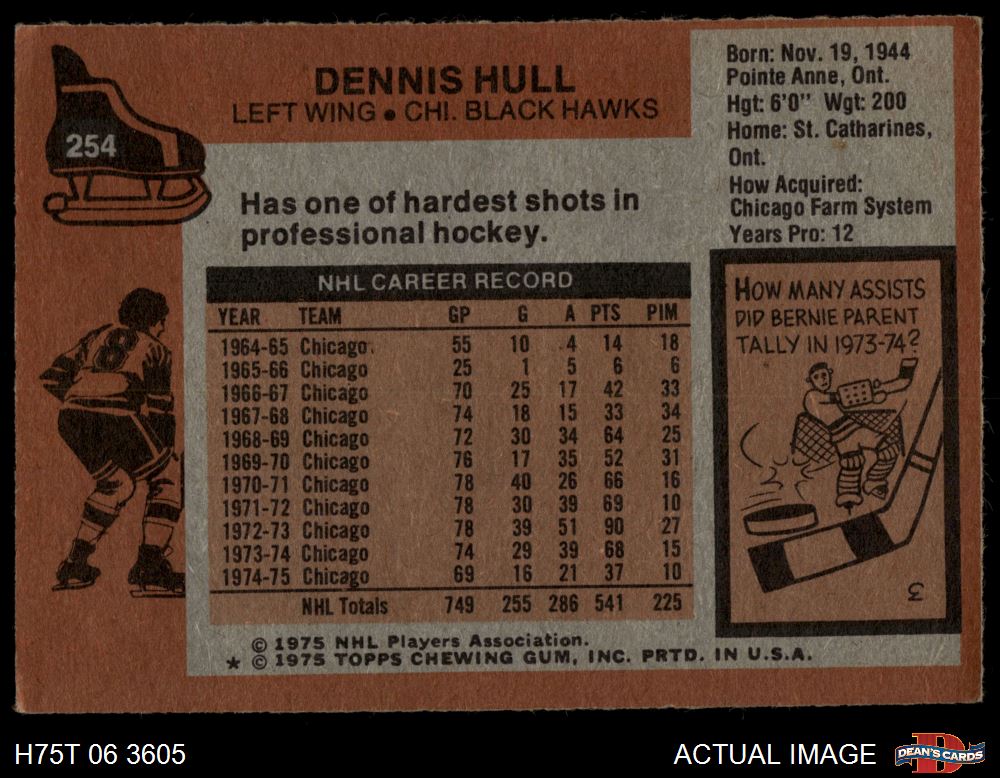 254
DENNIS HULL
LEFT WING • CHI. BLACK HAWKS
Born: Nov. 19, 1944
Pointe Anne, Ont.
Hgt: 6'0" Wgt: 200
Home: St. Catharines,
Ont.
How Acquired:
Chicago Farm System
Years Pro: 12
Has one of hardest shots in
professional hockey.
NHL CAREER RECORD
YEAR TEAM GP G A PTS PIM
1964-65 Chicago. 55 10 4 14 18
1965-66 Chicago 25 1 5 6 6
1966-67 Chicago 70 25 17 42 33
1967-68 Chicago 74 18 15 33 34
1968-69 Chicago 72 30 34 64 25
1969-70 Chicago 76 17 35 52 31
1970-71 Chicago 78 40 26 66 16
1971-72 Chicago 78 30 39 69 10
1972-73 Chicago 78 39 51 90 27
1973-74 Chicago 74 29 39 68 15
1974-75 Chicago 69 16 21 37 10
NHL Totals 749 255 286 541 225
HOW MANY ASSISTS
DID BERNIE PARENT
TALLY IN 1973-74?
3
8
© 1975 NHL Players Association.
★ © 1975 TOPPS CHEWING GUM, INC. PRTD. IN U.S.A.
H75T 06 3605
ACTUAL IMAGE
D
DEAN'S CARDS